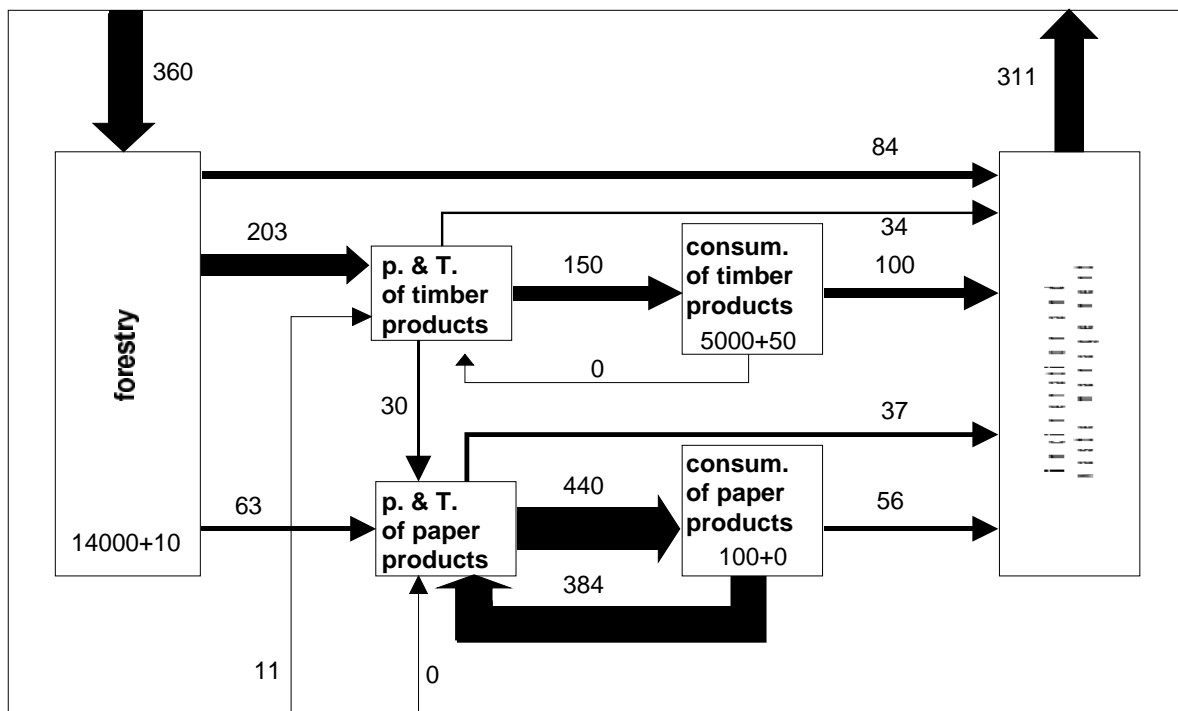 360
311
84
34
203
p. & T.
of timber
products
150
consum.
of timber
products
5000+50
100
0
forestry
30
37
63
14000+10
p. & T.
of paper
products
440
consum.
of paper
products
100+0
56
384
11
0